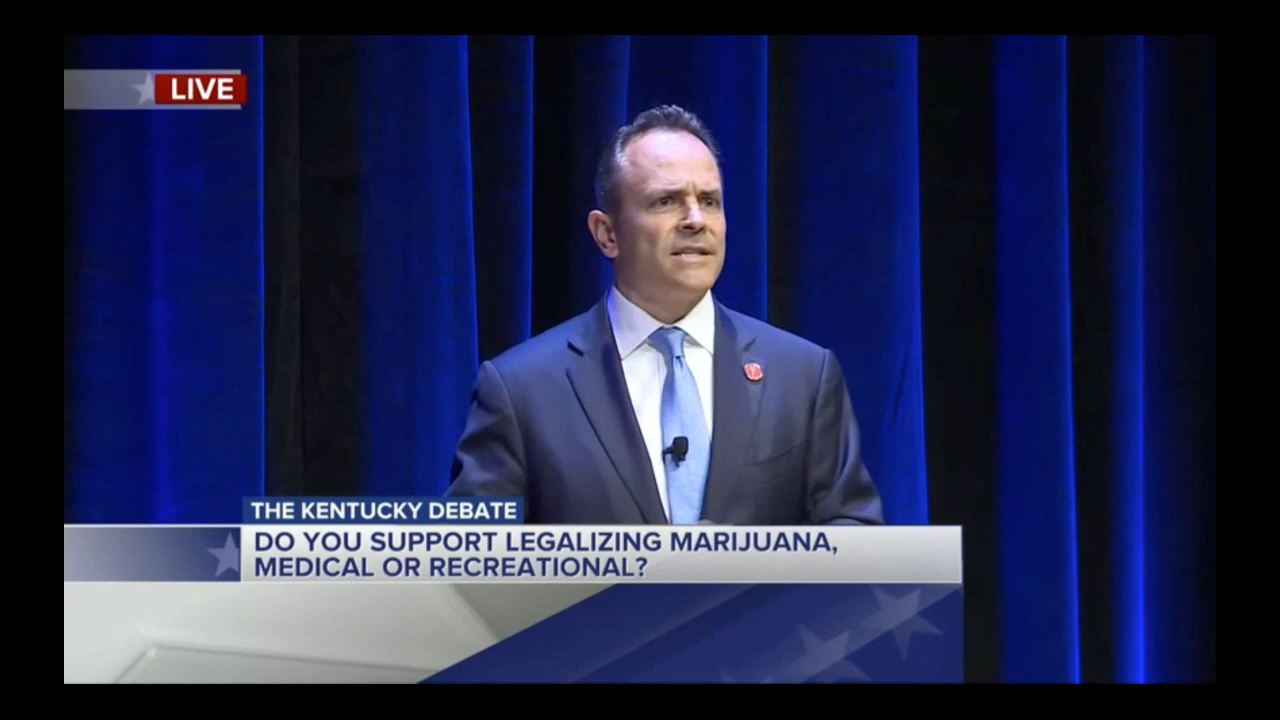 LIVE
THE KENTUCKY DEBATE
DO YOU SUPPORT LEGALIZING MARIJUANA,
MEDICAL OR RECREATIONAL?